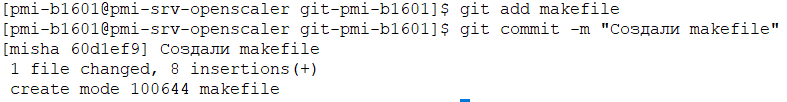 [pmi-b1601@pmi-srv-openscaler git-pmi-b1601]$ git add makefile
[pmi-b1601@pmi-srv-openscaler git-pmi-b1601]$ git commit -m "Создали makefile"
[misha 60d1ef9] Создали makefile
 1 file changed, 8 insertions(+)
 create mode 100644 makefile